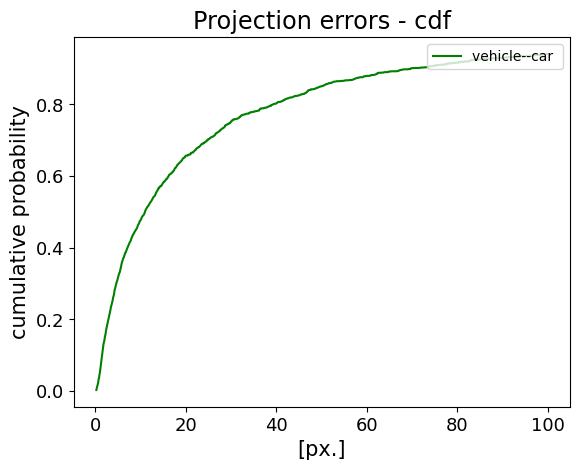 Projection errors - cdf
vehicle--car
cumulative probability
0.8
0.6
0.4
0.2
0.0
0 20 40 60 80 100
[px.]